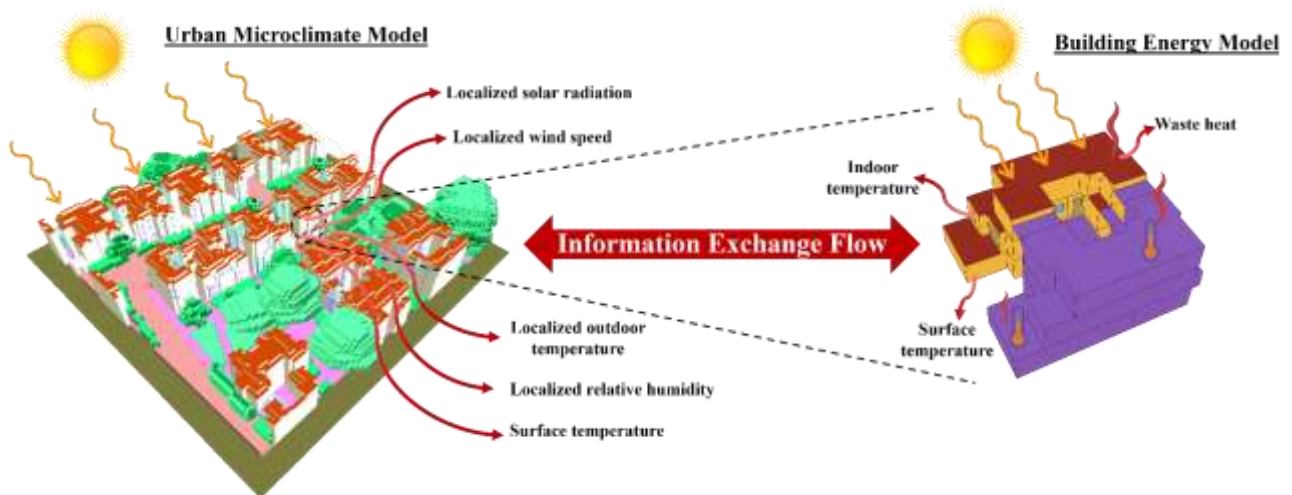 Urban Microclimate Model
Localized solar radiation
Localized wind speed
Localized outdoor
temperature
Localized relative humidity
Surface temperature
Information Exchange Flow
Building Energy Model
Waste heat
Indoor
temperature
Surface
temperature